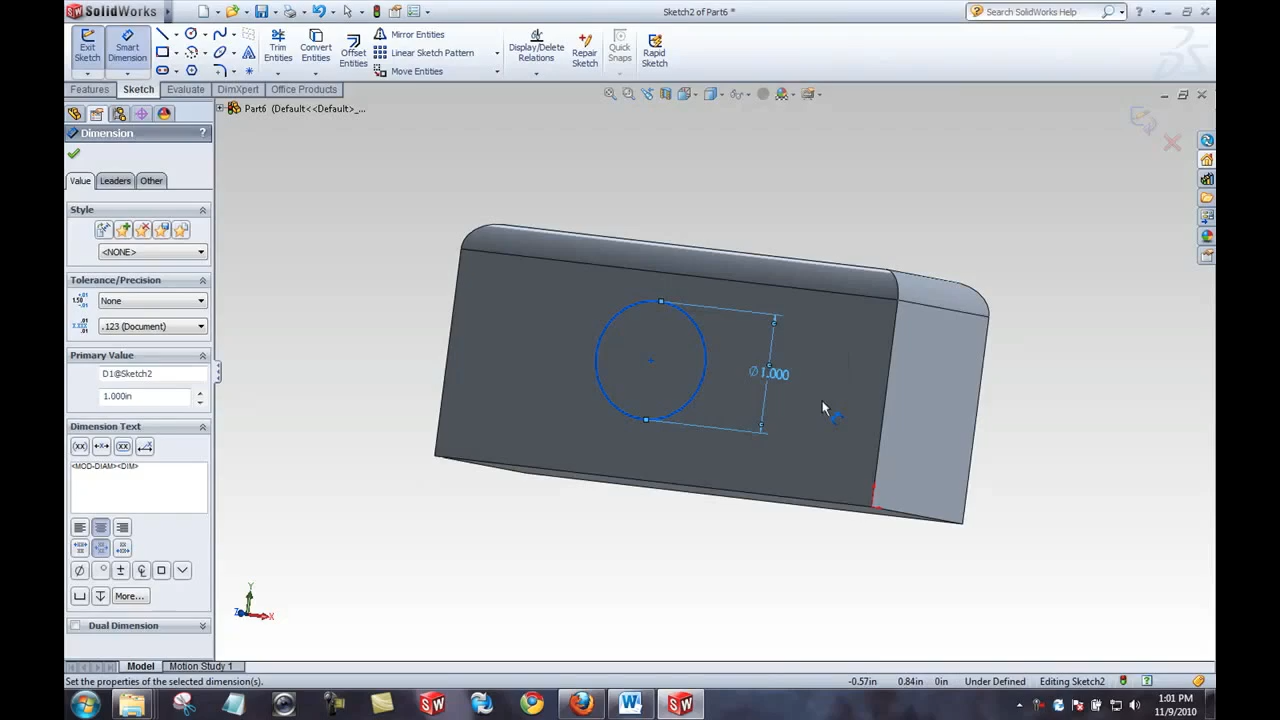 SolidWorks
Sketch2 of Part6 *
Search SolidWorks Help
Exit Sketch
Smart Dimension
Trim Entities
Convert Entities
Offset Entities
Mirror Entities
Linear Sketch Pattern
Move Entities
Display/Delete Relations
Repair Sketch
Quick Snaps
Rapid Sketch
Features Sketch Evaluate DimXpert Office Products
Part6 (Default<<Default>_...
Dimension ?
Value Leaders Other
Style
<NONE>
Tolerance/Precision
None
.123 (Document)
Primary Value
D1@Sketch2
1.000in
Dimension Text
(xx) (xx)
<MOD-DIAM><DIM>
More...
Dual Dimension
∅1.000
Y
Z X
Model Motion Study 1
Set the properties of the selected dimension(s). -0.57in 0.84in 0in Under Defined Editing Sketch2
1:01 PM
11/9/2010